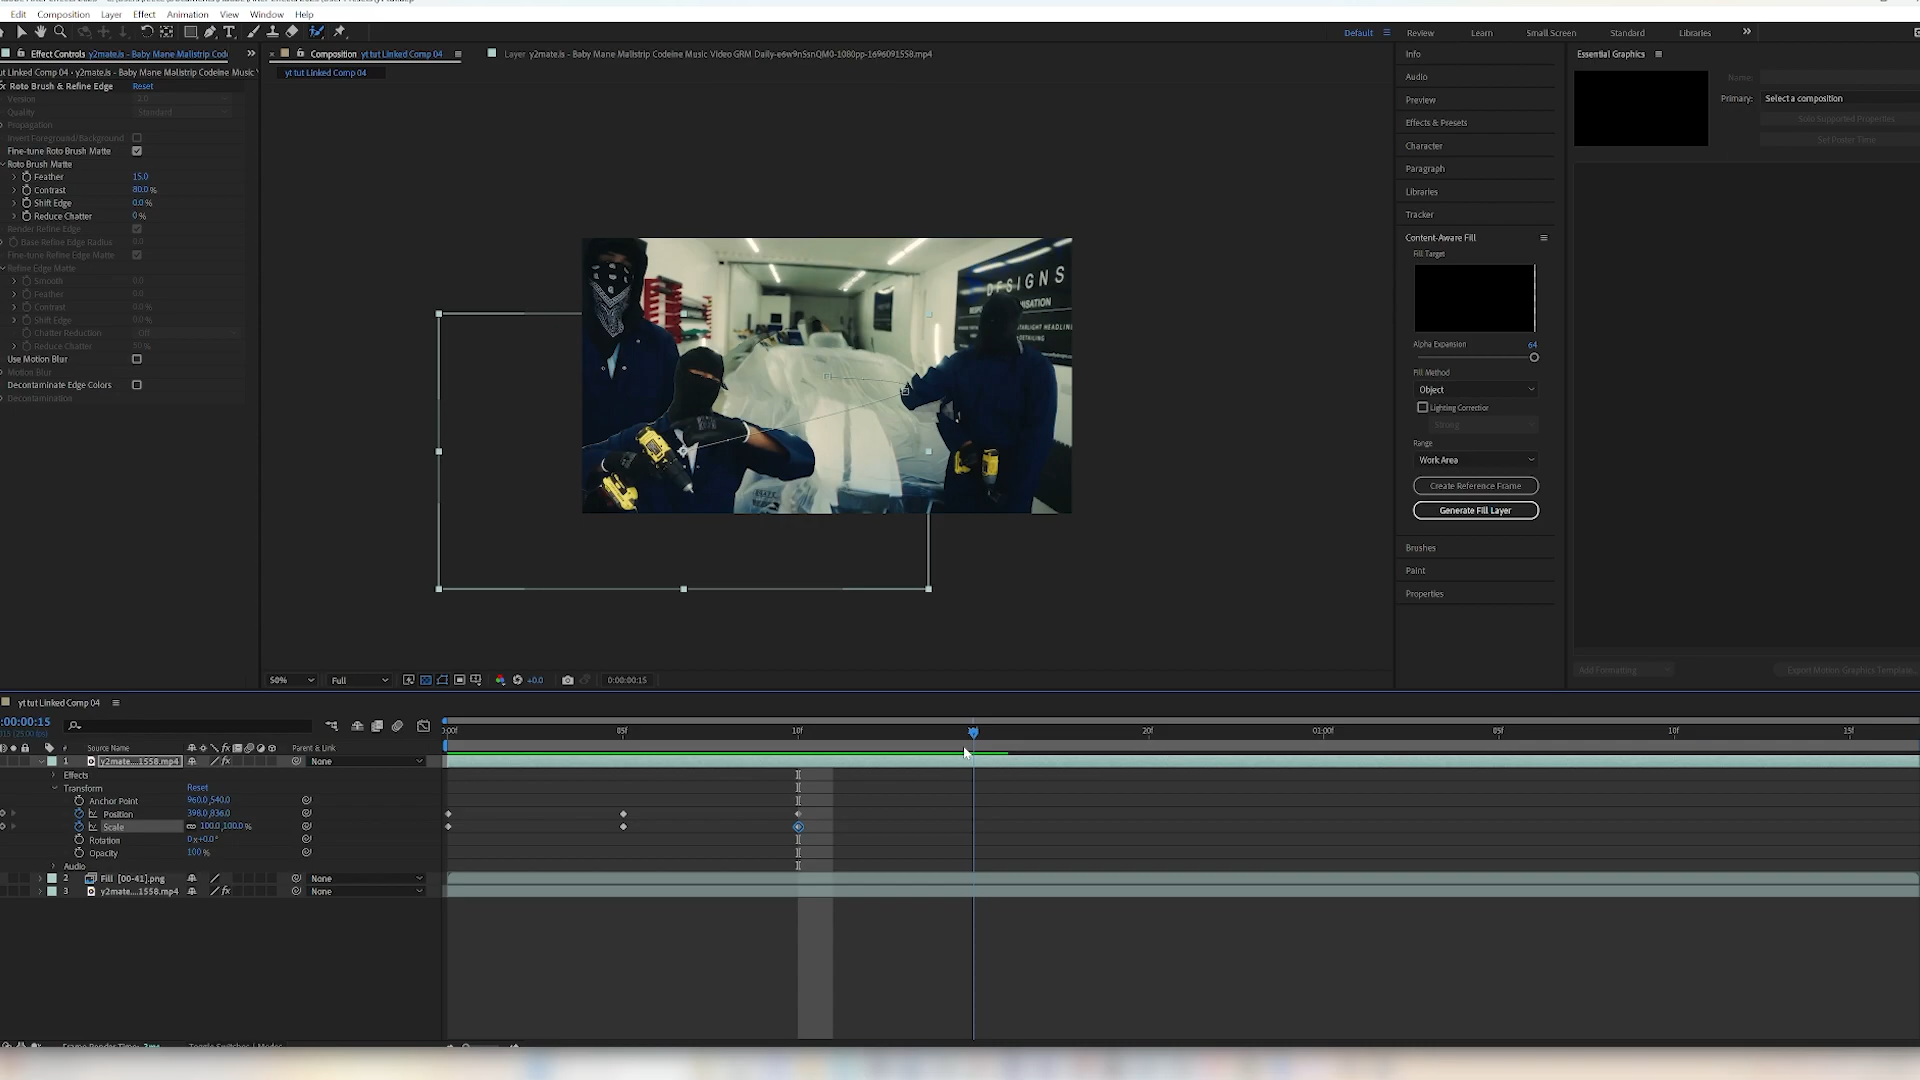 Edit Composition Layer Effect Animation View Window Help
Default Review Learn Small Screen Standard Libraries
Effect Controls y2mate.is - Baby Mane Mallstrip Cod
Composition yt tut Linked Comp 04
Layer y2mate.is - Baby Mane Mallstrip Codeine Music Video GRM Daily-e6w9nSsnQM0-1080pp-1696091558.mp4
yt tut Linked Comp 04
ut Linked Comp 04 · y2mate.is - Baby Mane Mallstrip Codeine Music
Roto Brush & Refine Edge Reset
Version 2.0
Quality Standard
Propagation
Invert Foreground/Background
Fine-tune Roto Brush Matte
Roto Brush Matte
Feather 15.0
Contrast 80.0 %
Shift Edge 0.0 %
Reduce Chatter 0 %
Render Refine Edge
Base Refine Edge Radius 0.0
Fine-tune Refine Edge Matte
Refine Edge Matte
Smooth 0.0
Feather 0.0
Contrast 0.0 %
Shift Edge 0.0 %
Chatter Reduction Off
Reduce Chatter 50 %
Use Motion Blur
Motion Blur
Decontaminate Edge Colors
Decontamination
DESIGNS
DETAILING
Info
Audio
Preview
Effects & Presets
Character
Paragraph
Libraries
Tracker
Content-Aware Fill
Fill Target
Alpha Expansion 64
Fill Method
Object
Lighting Correction
Strong
Range
Work Area
Create Reference Frame
Generate Fill Layer
Brushes
Paint
Properties
Essential Graphics
Name:
Primary: Select a composition
Solo Supported Properties
Set Poster Time
Add Formatting Export Motion Graphics Template...
50% Full +0.0 0:00:00:15
yt tut Linked Comp 04
:00:00:15
# Source Name Parent & Link
0:00f 05f 10f 20f 01:00f 05f 10f 15f
1 y2mate....1558.mp4 None
Effects
Transform Reset
Anchor Point 960.0,540.0
Position 398.0,836.0
Scale 100.0,100.0 %
Rotation 0x+0.0°
Opacity 100 %
Audio
2 Fill [00-41].png None
3 y2mate....1558.mp4 None
Frame Render Time: Toggle Switches / Modes